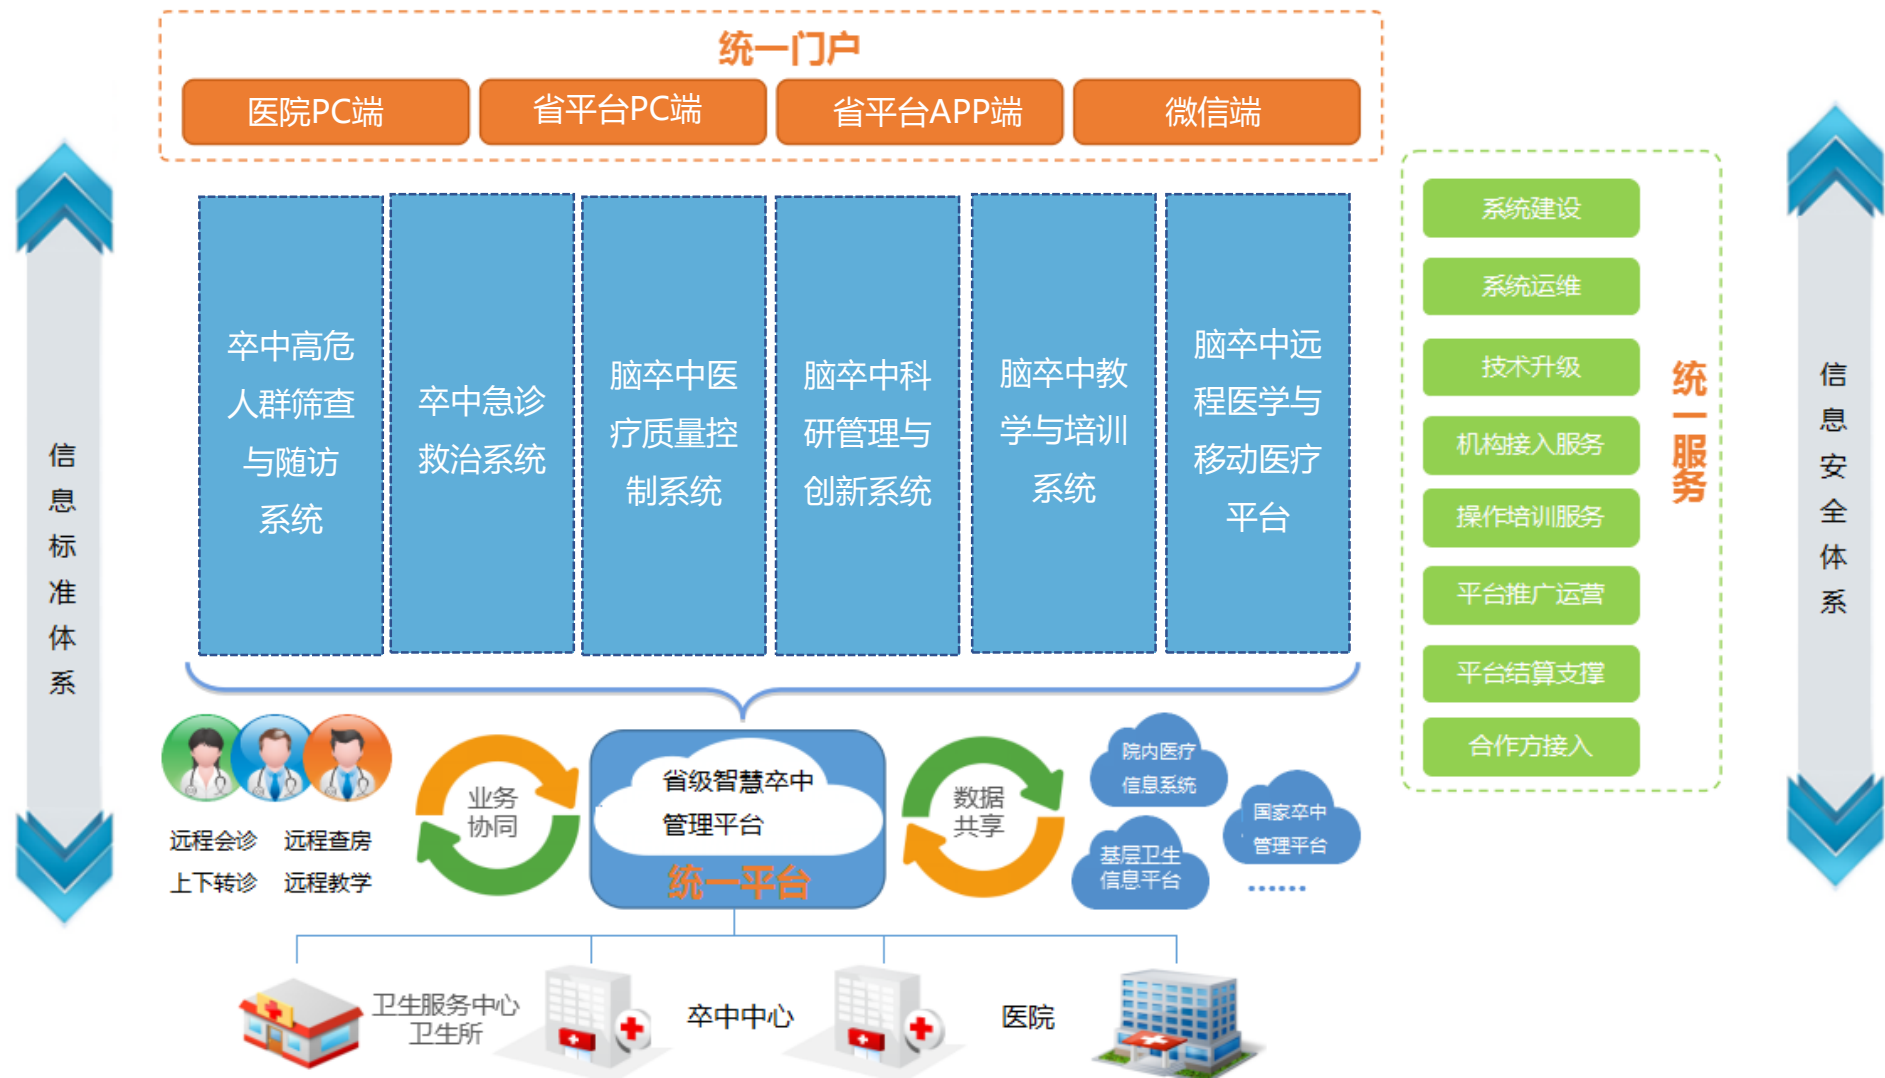 统一门户
医院PC端
省平台PC端
省平台APP端
微信端
信息标准体系
卒中高危
人群筛查
与随访
系统
卒中急诊
救治系统
脑卒中医
疗质量控
制系统
脑卒中科
研管理与
创新系统
脑卒中教
学与培训
系统
脑卒中远
程医学与
移动医疗
平台
系统建设
系统运维
技术升级
机构接入服务
操作培训服务
平台推广运营
平台结算支撑
合作方接入
统一服务
信息安全体系
远程会诊
远程查房
上下转诊
远程教学
业务
协同
省级智慧卒中
管理平台
统一平台
数据
共享
院内医疗
信息系统
国家卒中
管理平台
基层卫生
信息平台
......
卫生服务中心
卫生所
卒中中心
医院